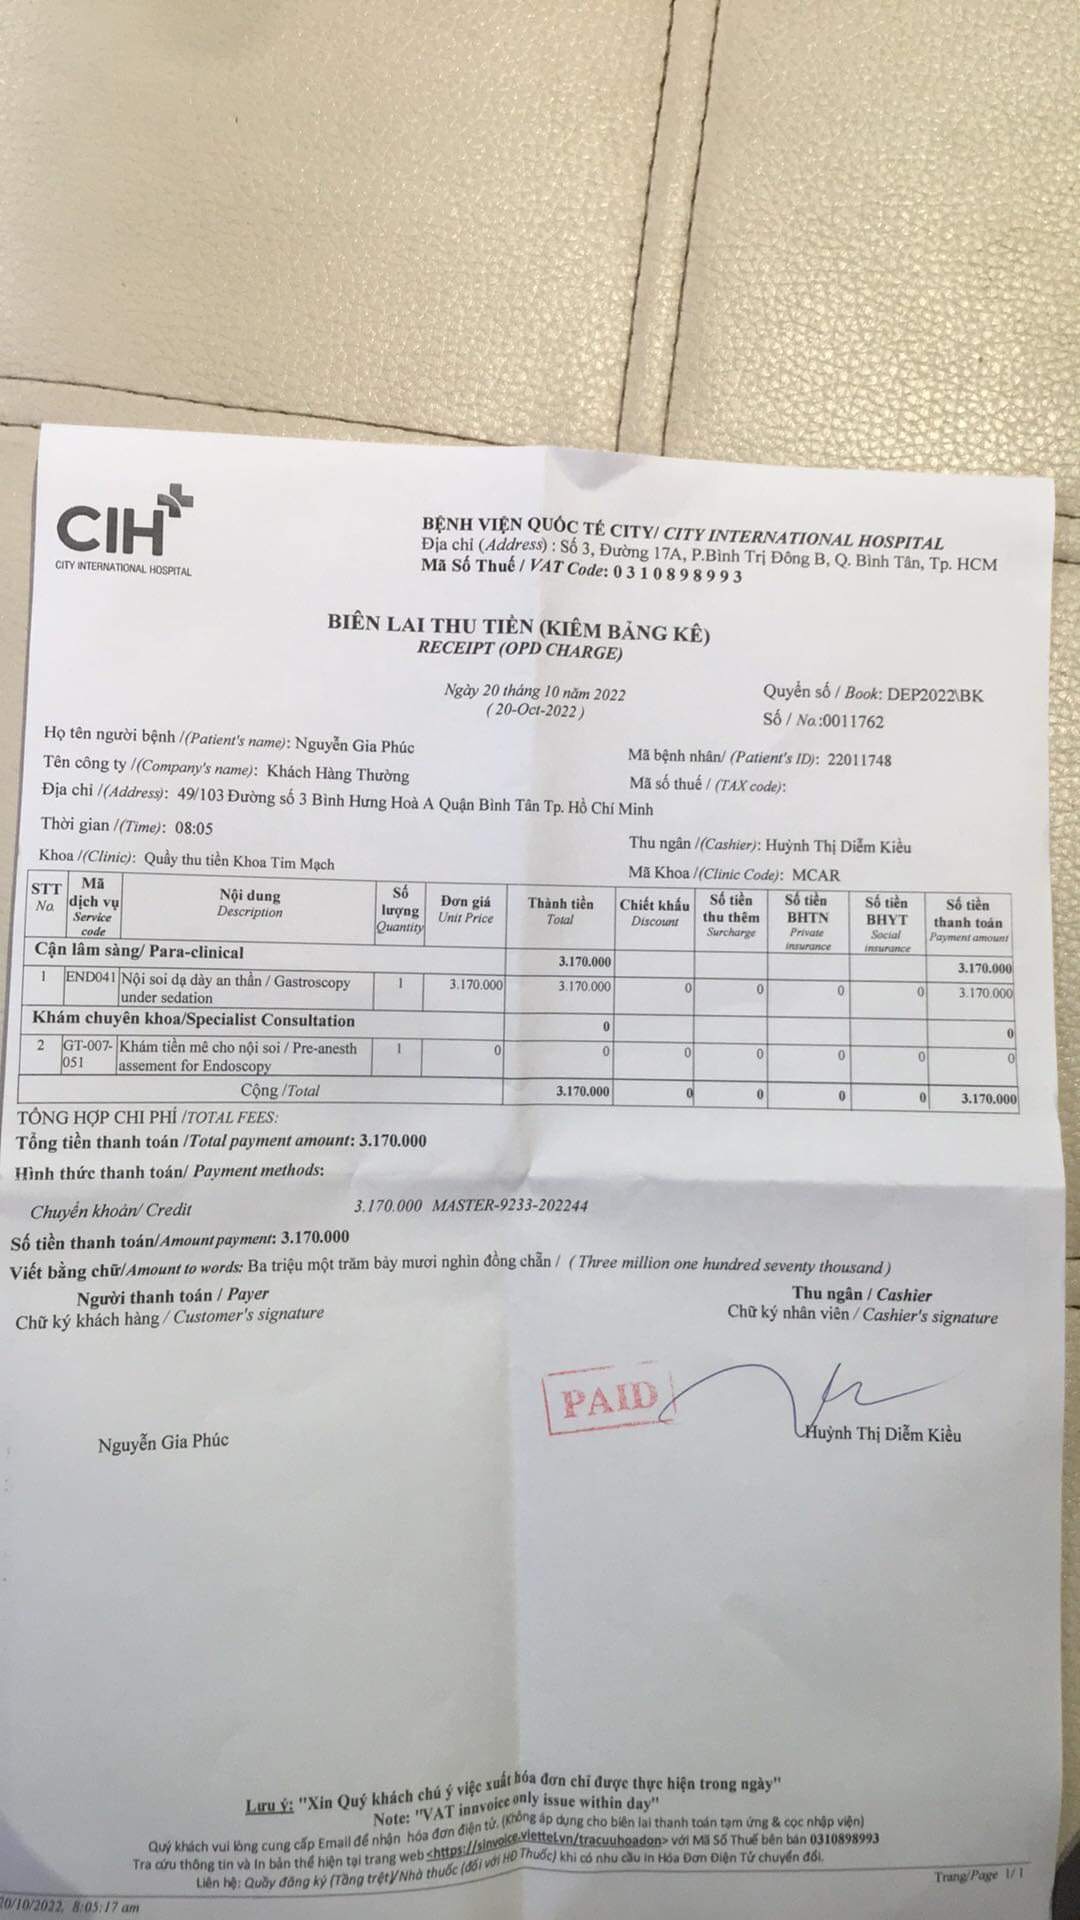 CIH
CITY INTERNATIONAL HOSPITAL
BỆNH VIỆN QUỐC TẾ CITY/ CITY INTERNATIONAL HOSPITAL
Địa chỉ (Address) : Số 3, Đường 17A, P.Bình Trị Đông B, Q. Bình Tân, Tp. HCM
Mã Số Thuế / VAT Code: 0 3 1 0 8 9 8 9 9 3
BIÊN LAI THU TIỀN (KIÊM BẢNG KÊ)
RECEIPT (OPD CHARGE)
Ngày 20 tháng 10 năm 2022
( 20-Oct-2022 )
Quyển số / Book: DEP2022\BK
Số / No.:0011762
Họ tên người bệnh /(Patient's name): Nguyễn Gia Phúc
Mã bệnh nhân/ (Patient's ID): 22011748
Tên công ty /(Company's name): Khách Hàng Thường
Mã số thuế / (TAX code):
Địa chỉ /(Address): 49/103 Đường số 3 Bình Hưng Hoà A Quận Bình Tân Tp. Hồ Chí Minh
Thời gian /(Time): 08:05
Thu ngân /(Cashier): Huỳnh Thị Diễm Kiều
Khoa /(Clinic): Quầy thu tiền Khoa Tim Mạch
Mã Khoa /(Clinic Code): MCAR
STT No. Mã dịch vụ Service code Nội dung Description Số lượng Quantity Đơn giá Unit Price Thành tiền Total Chiết khấu Discount Số tiền thu thêm Surcharge Số tiền BHTN Private insurance Số tiền BHYT Social insurance Số tiền thanh toán Payment amount
Cận lâm sàng/ Para-clinical 3.170.000 3.170.000
1 END041 Nội soi dạ dày an thần / Gastroscopy 1 3.170.000 3.170.000 0 0 0 0 3.170.000
under sedation
Khám chuyên khoa/Specialist Consultation 0 0
2 GT-007- Khám tiền mê cho nội soi / Pre-anesth 1 0 0 0 0 0 0 0
051 assement for Endoscopy
Cộng /Total 3.170.000 0 0 0 0 3.170.000
TỔNG HỢP CHI PHÍ /TOTAL FEES:
Tổng tiền thanh toán /Total payment amount: 3.170.000
Hình thức thanh toán/ Payment methods:
Chuyển khoản/ Credit 3.170.000 MASTER-9233-202244
Số tiền thanh toán/Amount payment: 3.170.000
Viết bằng chữ/Amount to words: Ba triệu một trăm bảy mươi nghìn đồng chẵn / ( Three million one hundred seventy thousand )
Người thanh toán / Payer
Chữ ký khách hàng / Customer's signature
Thu ngân / Cashier
Chữ ký nhân viên / Cashier's signature
PAID
Nguyễn Gia Phúc
Huỳnh Thị Diễm Kiều
Lưu ý: "Xin Quý khách chú ý việc xuất hóa đơn chỉ được thực hiện trong ngày"
Note: "VAT innvoice only issue within day"
Quý khách vui lòng cung cấp Email để nhận hóa đơn điện tử. (Không áp dụng cho biên lai thanh toán tạm ứng & cọc nhập viện)
Tra cứu thông tin và In bản thể hiện tại trang web <https://sinvoice.viettel.vn/tracuuhoadon> với Mã Số Thuế bên bán 0310898993
Liên hệ: Quầy đăng ký (Tầng trệt)/ Nhà thuốc (đối với HĐ Thuốc) khi có nhu cầu In Hóa Đơn Điện Tử chuyển đổi.
Trang/Page 1/ 1
20/10/2022, 8:05:17 am